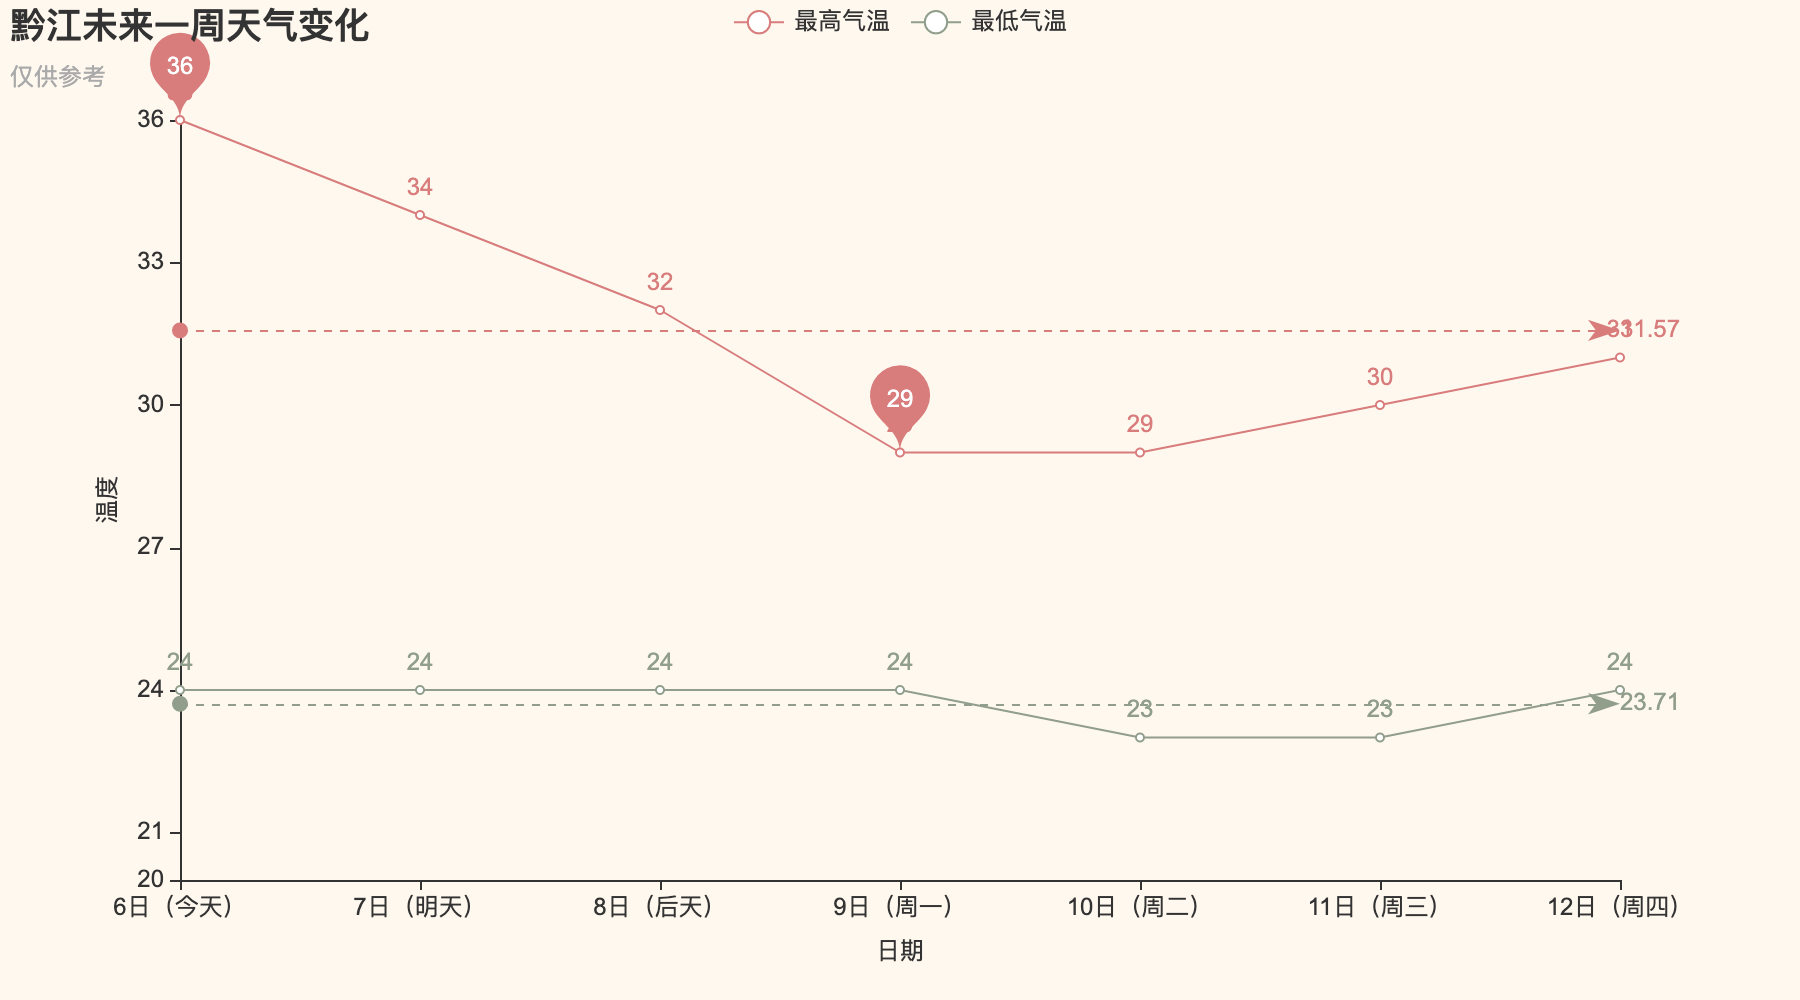 黔江未来一周天气变化
仅供参考
最高气温
最低气温
36
34
32
29
29
30
31
31.57
24
24
24
24
23
23
24
23.71
温度
36
33
30
27
24
21
20
6日（今天）
7日（明天）
8日（后天）
9日（周一）
10日（周二）
11日（周三）
12日（周四）
日期